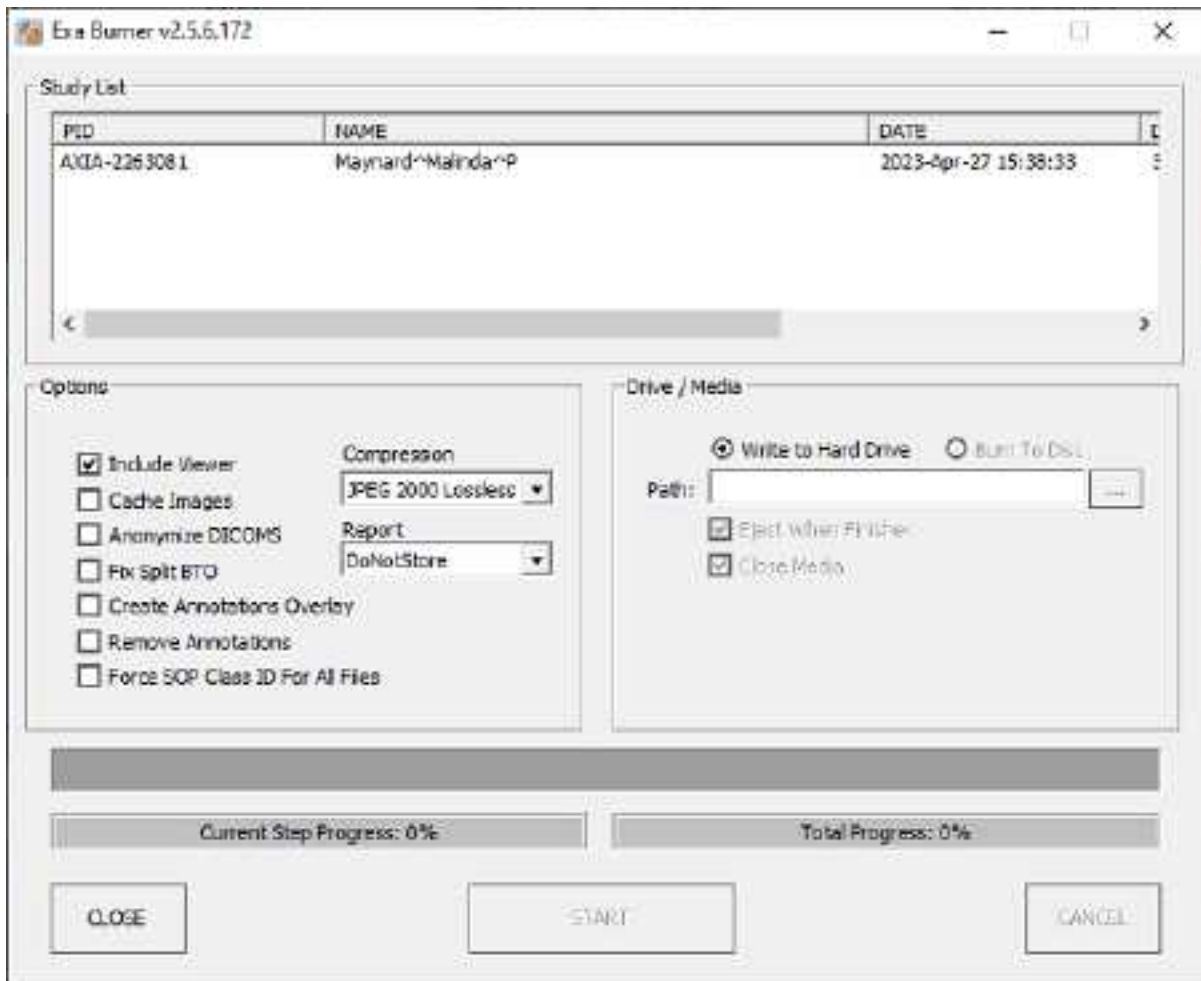 Exa Burner v2.5.6.172
Study List
PID NAME DATE
AXIA-2263081 Maynard^Malinda^P 2023-Apr-27 15:38:33
Options
Include Viewer
Cache Images
Anonymize DICOMS
Fix Split BTO
Create Annotations Overlay
Remove Annotations
Force SOP Class ID For All Files
Compression
JPEG 2000 Lossless
Report
DoNotStore
Drive / Media
Write to Hard Drive Burn To Disc
Path: ...
Eject When Finished
Close Media
Current Step Progress: 0% Total Progress: 0%
CLOSE START CANCEL